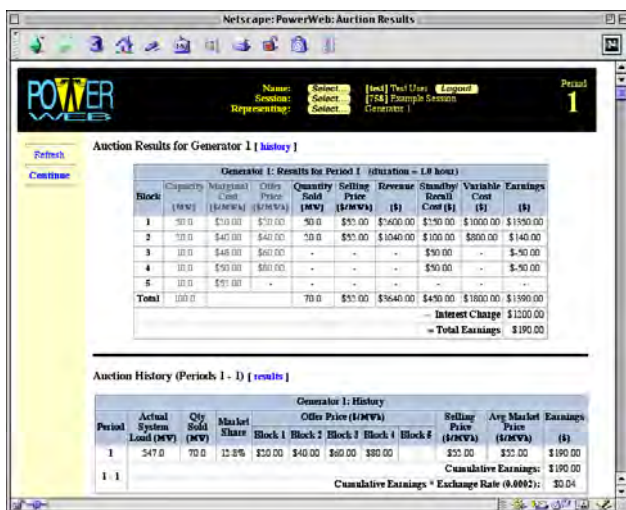 Netscape: PowerWeb: Auction Results
POWER WEB
Name: Select... [test] Test User Logout
Session: Select... [758] Example Session
Representing: Select... Generator 1
Period
1
Refresh
Continue
Auction Results for Generator 1 [ history ]
Generator 1: Results for Period 1 (duration = 1.0 hour)
Block Capacity Marginal Cost Offer Price Quantity Sold Selling Price Revenue Standby/ Recall Cost ($) Variable Cost Earnings
(MW) ($/MWh) ($/MWh) (MW) ($/MWh) ($) ($) ($)
1 50.0 $20.00 $20.00 50.0 $52.00 $2600.00 $250.00 $1000.00 $1350.00
2 20.0 $40.00 $40.00 20.0 $52.00 $1040.00 $100.00 $800.00 $140.00
3 10.0 $48.00 $60.00 - - - $50.00 - $-50.00
4 10.0 $50.00 $80.00 - - - $50.00 - $-50.00
5 10.0 - - - - - - -
Total 100.0 70.0 $52.00 $3640.00 $450.00 $1800.00 $1390.00
- Interest Charge $1200.00
= Total Earnings $190.00
Auction History (Periods 1 - 1) [ results ]
Generator 1: History
Period Actual System Load (MW) Qty Sold (MW) Market Share Offer Price ($/MWh) Selling Price ($/MWh) Avg Market Price ($/MWh) Earnings ($)
Block 1 Block 2 Block 3 Block 4 Block 5
1 547.0 70.0 12.8% $20.00 $40.00 $60.00 $80.00 $52.00 $52.00 $190.00
1 - 1 Cumulative Earnings: $190.00
Cumulative Earnings * Exchange Rate (0.0002): $0.04